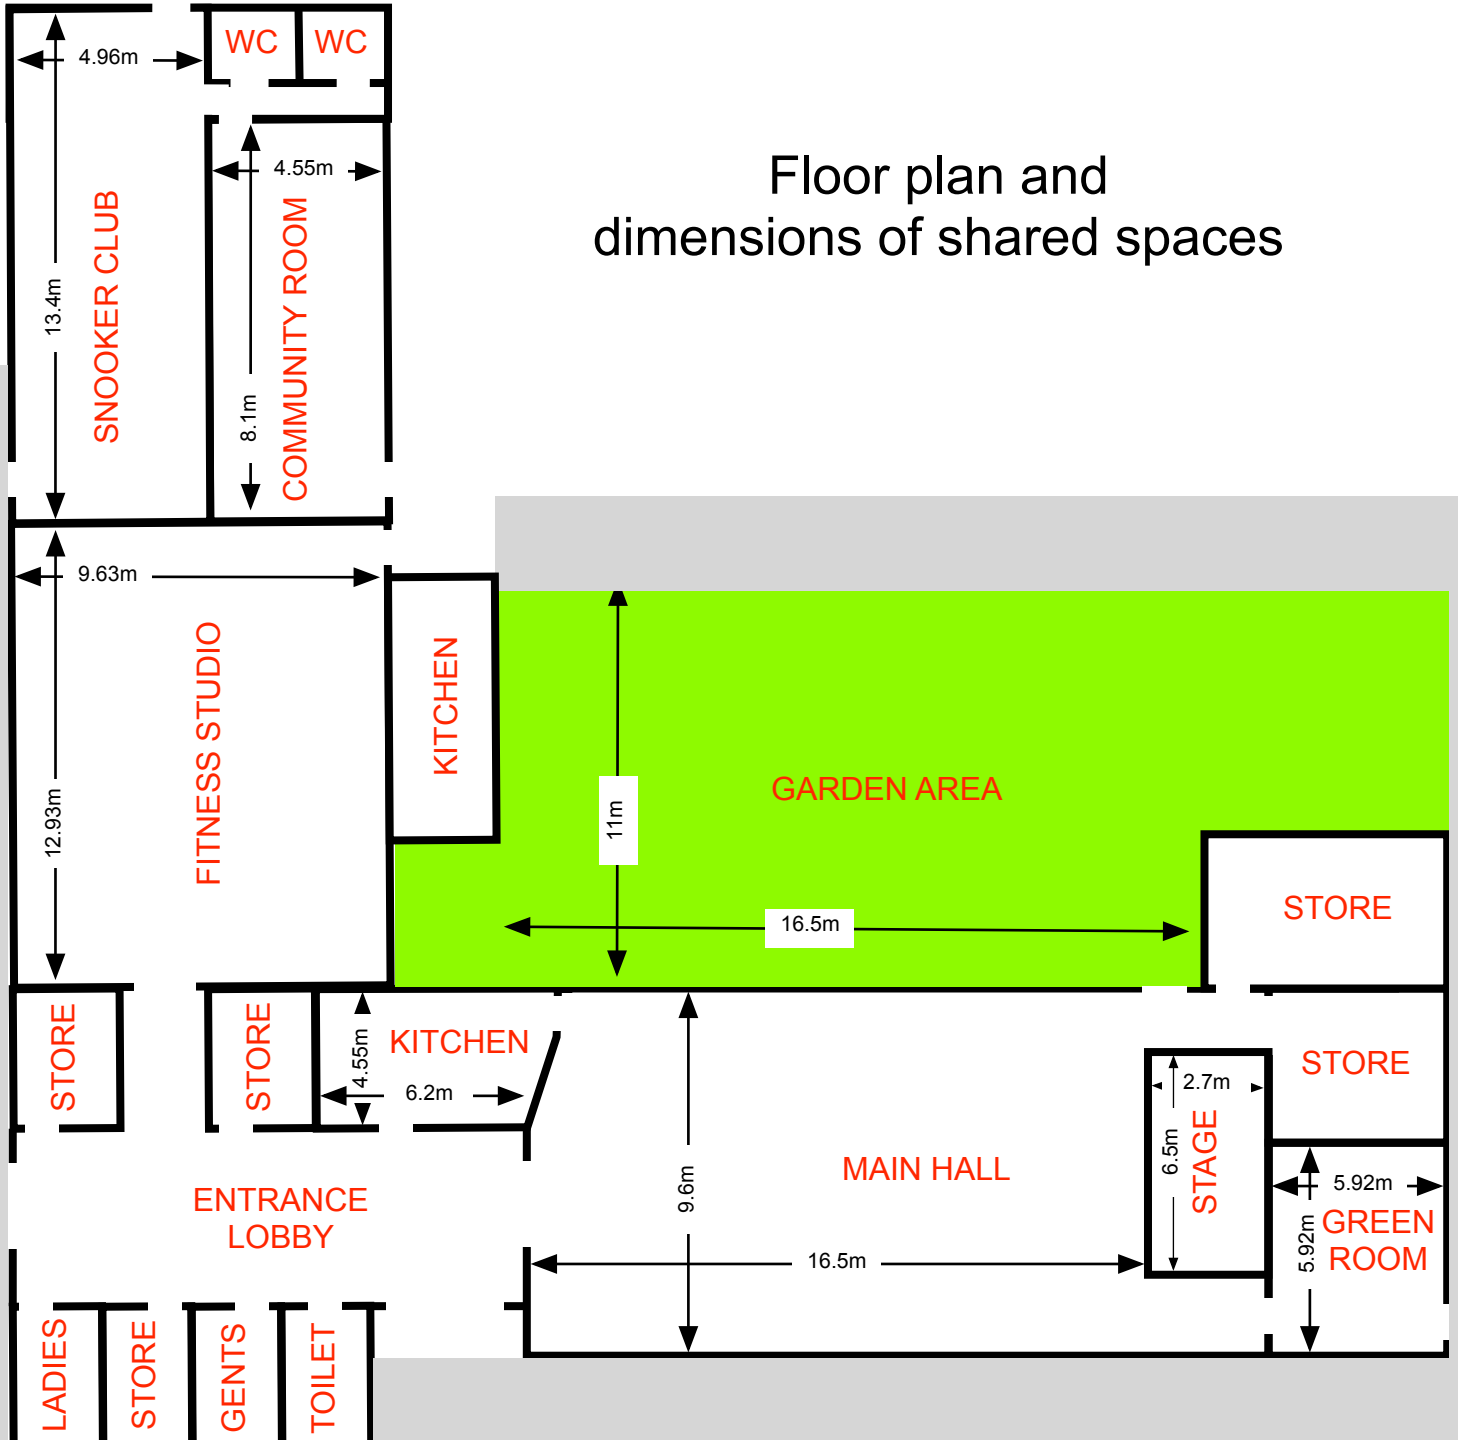 WC
WC
4.96m
4.55m
Floor plan and
dimensions of shared spaces
SNOOKER CLUB
COMMUNITY ROOM
13.4m
8.1m
9.63m
FITNESS STUDIO
KITCHEN
12.93m
11m
GARDEN AREA
16.5m
STORE
STORE
STORE
4.55m
KITCHEN
6.2m
STORE
2.7m
6.5m
STAGE
MAIN HALL
9.6m
16.5m
5.92m
5.92m
GREEN
ROOM
ENTRANCE
LOBBY
LADIES
STORE
GENTS
TOILET